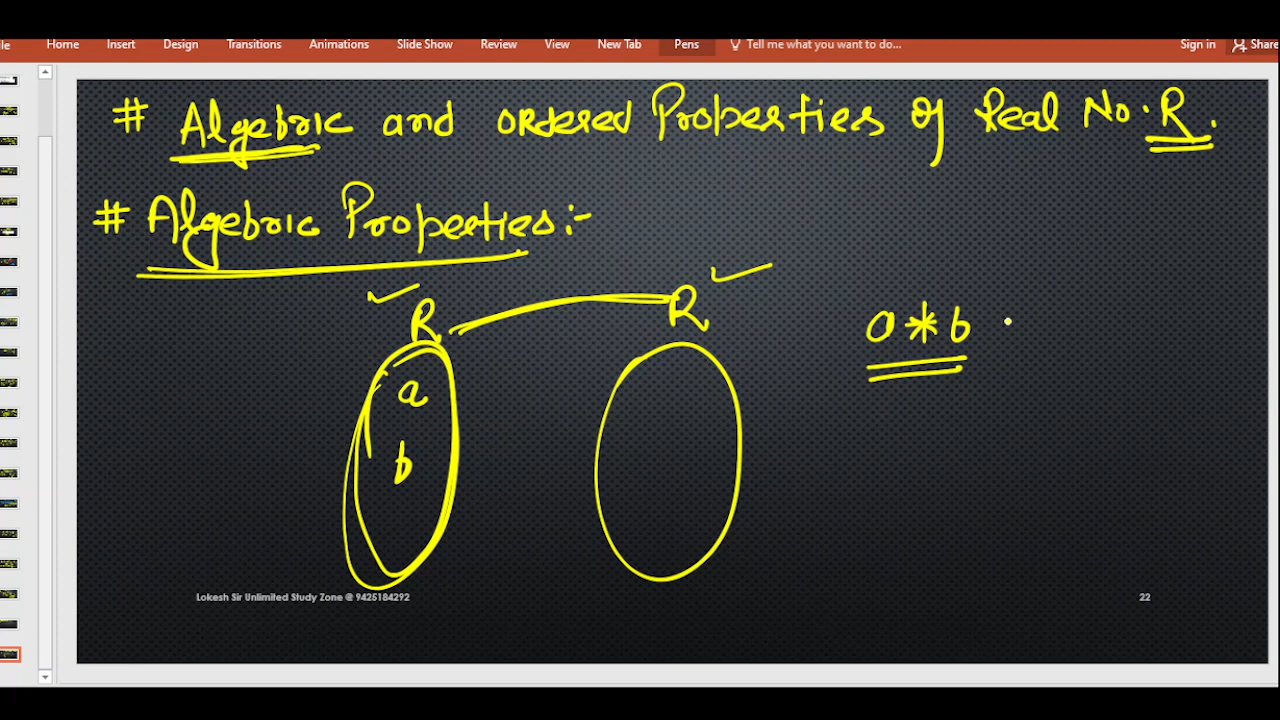 ile Home Insert Design Transitions Animations Slide Show Review View New Tab Pens Tell me what you want to do... Sign in Share
# Algebric and ordered Properties of Real No. R.
# Algebric Properties:-
R R
a * b
a
b
Lokesh Sir Unlimited Study Zone @ 9425184292 22